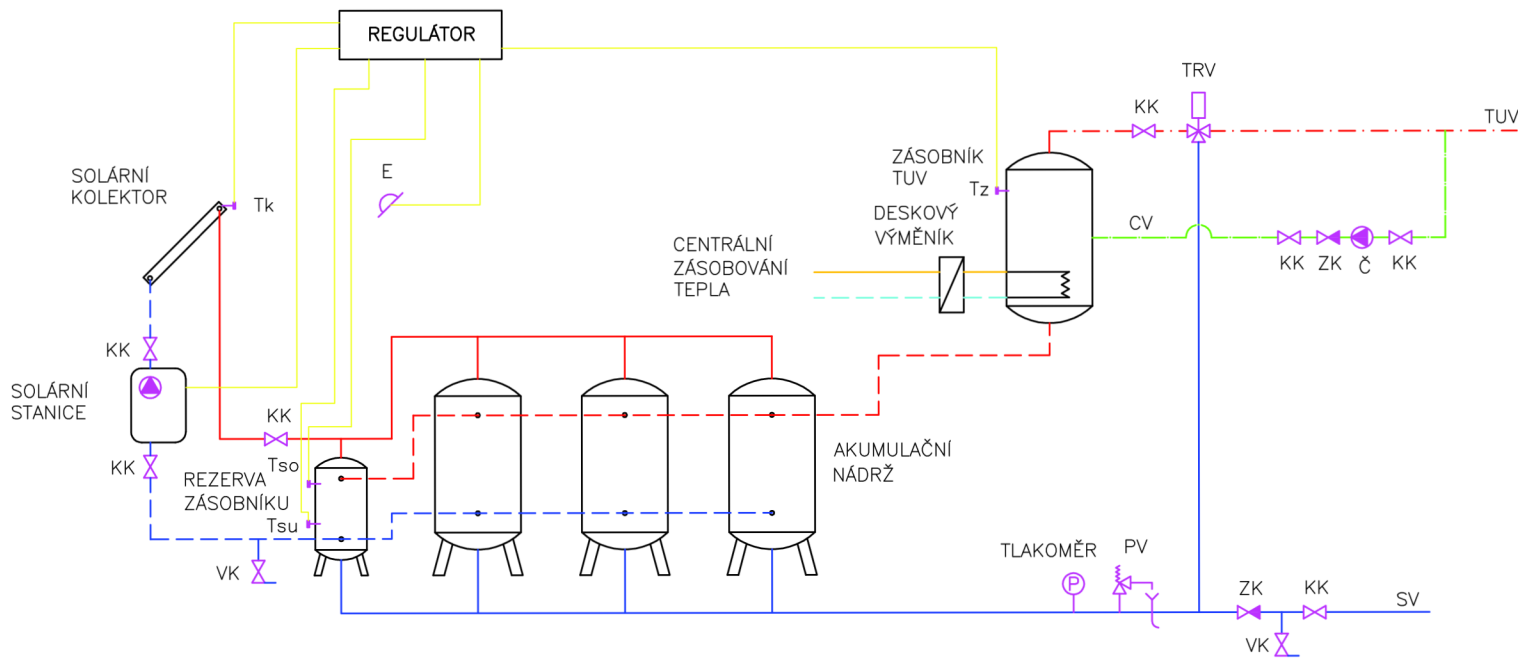 REGULÁTOR
TRV
KK
TUV
ZÁSOBNÍK
TUV
Tz
E
SOLÁRNÍ
KOLEKTOR
Tk
DESKOVÝ
VÝMĚNÍK
CV
CENTRÁLNÍ
ZÁSOBOVÁNÍ
TEPLA
KK
ZK
Č
KK
KK
SOLÁRNÍ
STANICE
KK
KK
Tso
REZERVA
ZÁSOBNÍKU
Tsu
AKUMULAČNÍ
NÁDRŽ
VK
TLAKOMĚR
P
PV
ZK
KK
SV
VK